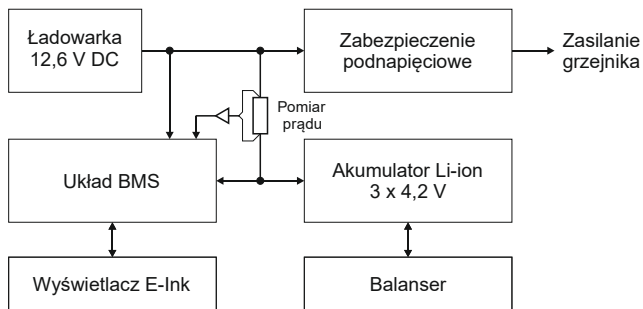 Ładowarka
12,6 V DC
Zabezpieczenie
podnapięciowe
Zasilanie
grzejnika
Pomiar
prądu
Układ BMS
Akumulator Li-ion
3 x 4,2 V
Wyświetlacz E-Ink
Balanser